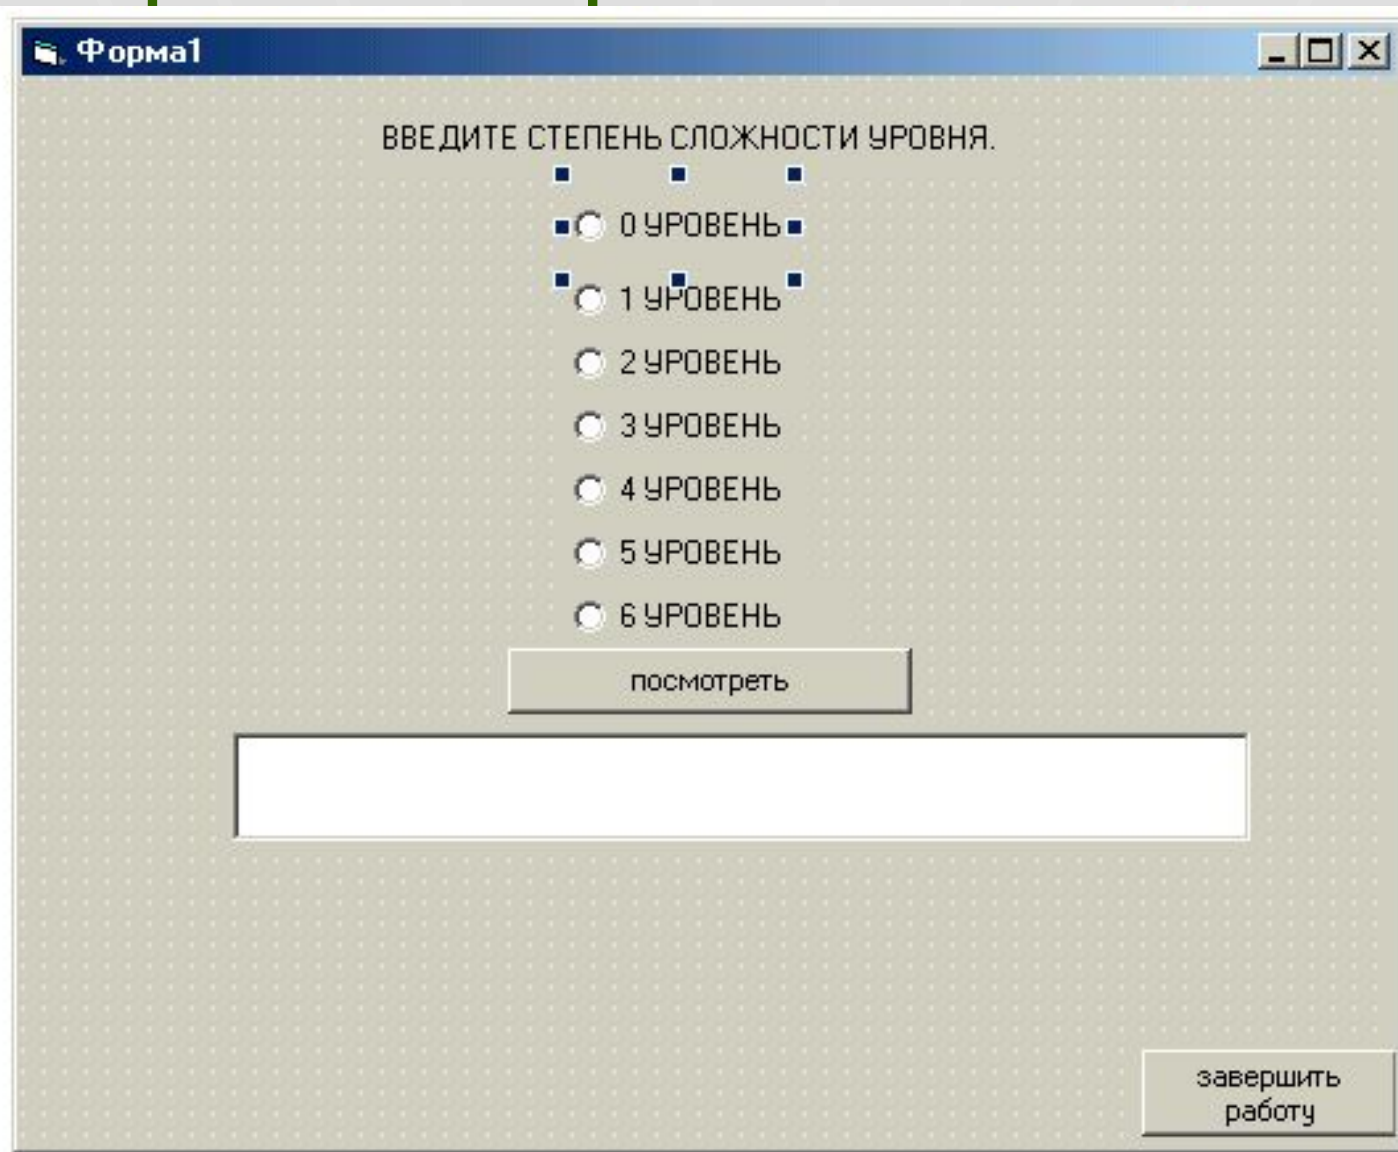 Форма1
ВВЕДИТЕ СТЕПЕНЬ СЛОЖНОСТИ УРОВНЯ.
0 УРОВЕНЬ
1 УРОВЕНЬ
2 УРОВЕНЬ
3 УРОВЕНЬ
4 УРОВЕНЬ
5 УРОВЕНЬ
6 УРОВЕНЬ
посмотреть
завершить
работу